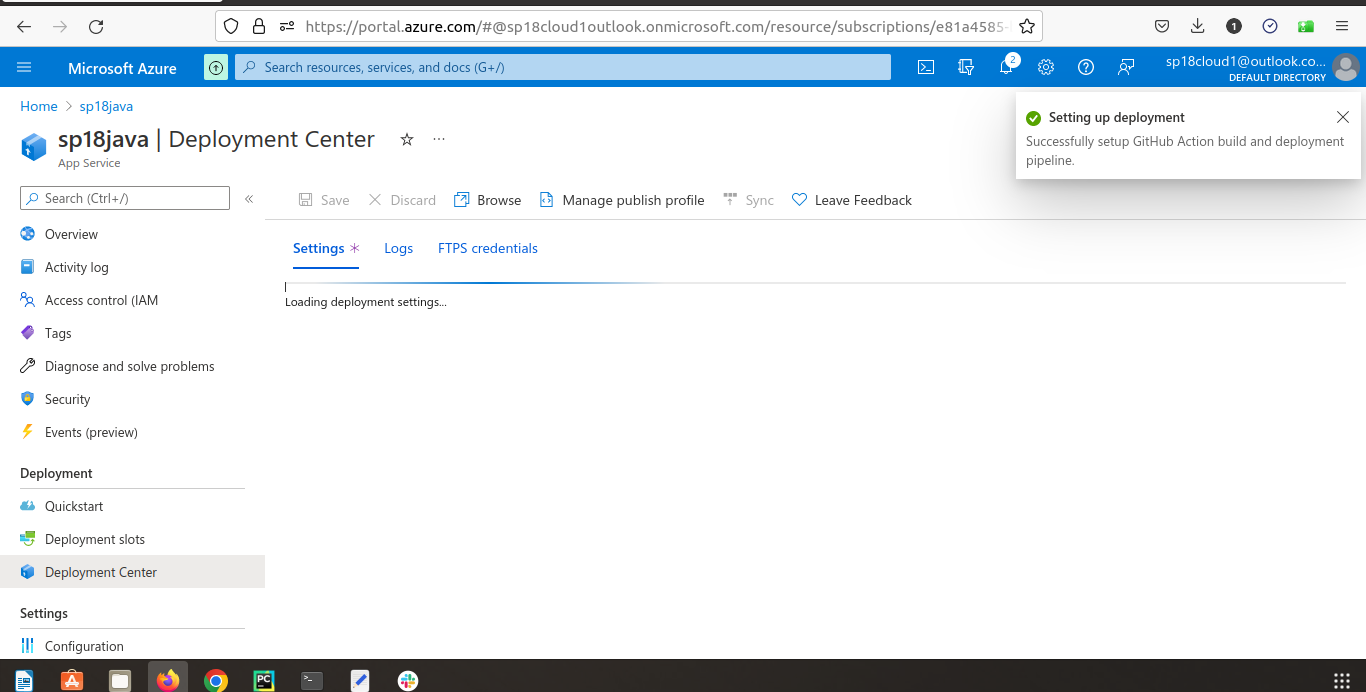 https://portal.azure.com/#@sp18cloud1outlook.onmicrosoft.com/resource/subscriptions/e81a4585-
1
Microsoft Azure
Search resources, services, and docs (G+/)
2
sp18cloud1@outlook.co...
DEFAULT DIRECTORY
Home > sp18java
sp18java | Deployment Center
...
App Service
Setting up deployment
Successfully setup GitHub Action build and deployment
pipeline.
Search (Ctrl+/)
«
Save
Discard
Browse
Manage publish profile
Sync
Leave Feedback
Overview
Activity log
Access control (IAM
Tags
Diagnose and solve problems
Security
Events (preview)
Deployment
Quickstart
Deployment slots
Deployment Center
Settings
Configuration
Settings *
Logs
FTPS credentials
Loading deployment settings...
PC